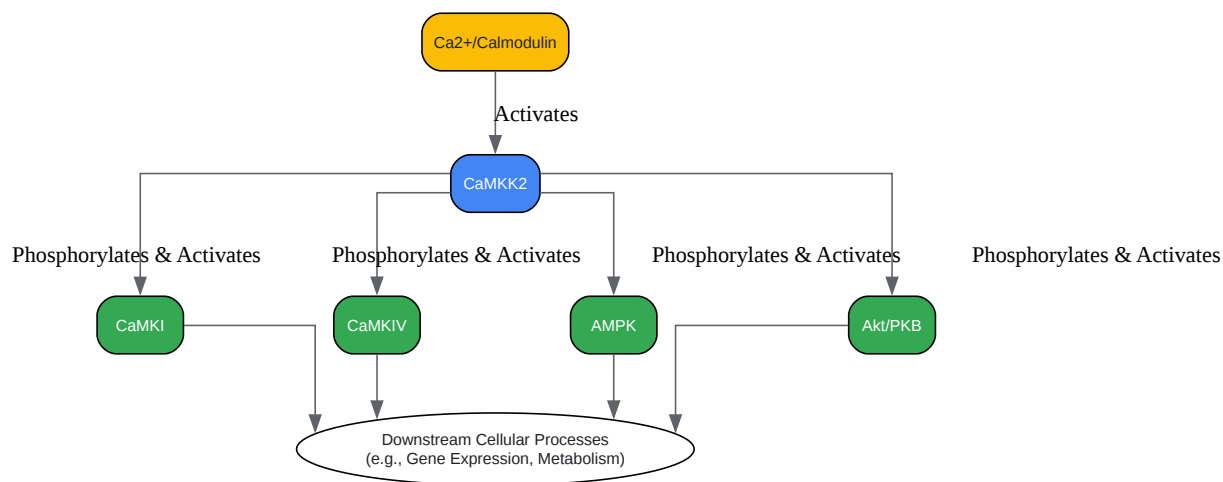 Ca2+/Calmodulin
Activates
CaMKK2
Phosphorylates & Activates
Phosphorylates & Activates
Phosphorylates & Activates
Phosphorylates & Activates
CaMKI
CaMKIV
AMPK
Akt/PKB
Downstream Cellular Processes
(e.g., Gene Expression, Metabolism)